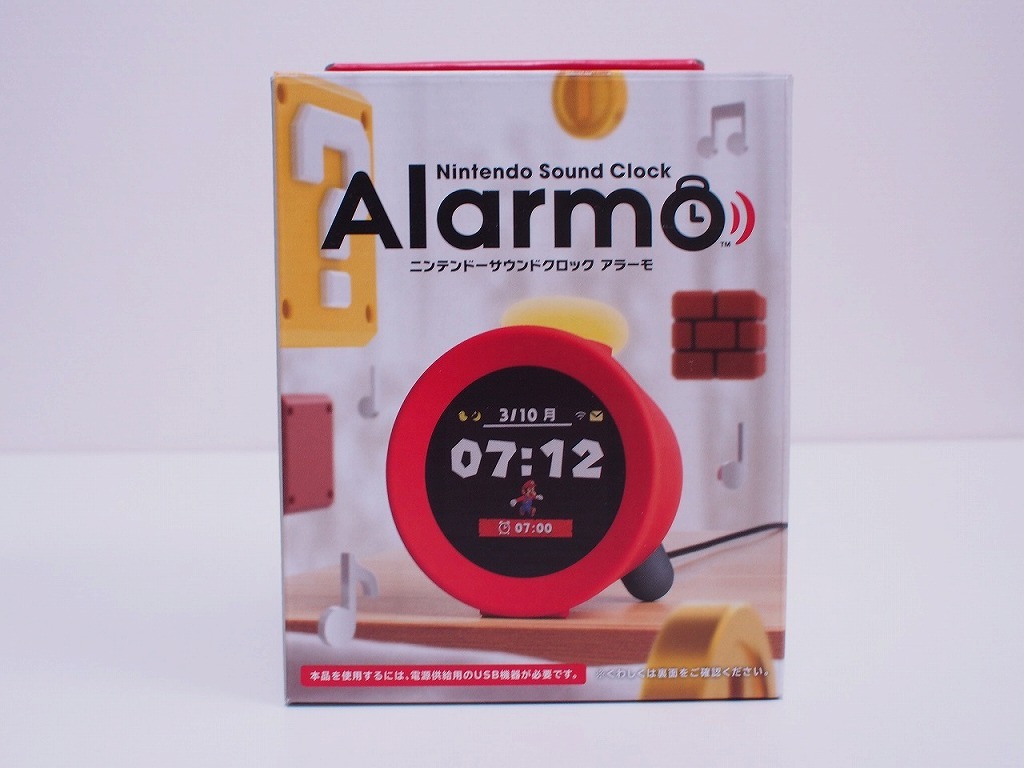 Nintendo Sound Clock
Alarmo
TM
ニンテンドーサウンドクロック アラーモ
3/10 月
07:12
07:00
本品を使用するには、電源供給用のUSB機器が必要です。
※くわしくは裏面をご確認ください。